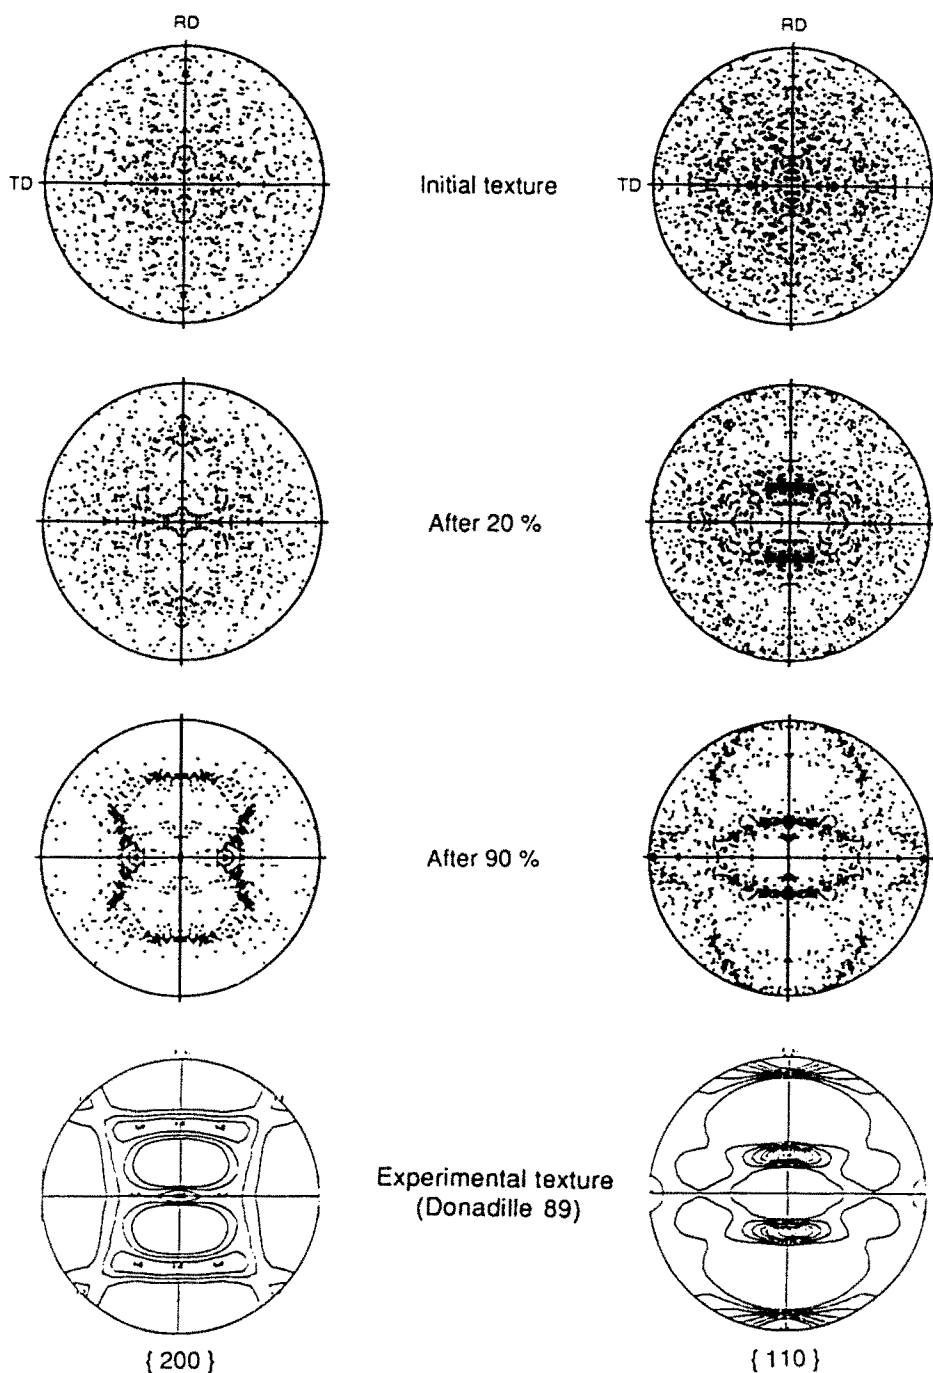 RD
RD
TD
Initial texture
TD
After 20 %
After 90 %
Experimental texture
(Donadille 89)
{ 200 }
{ 110 }